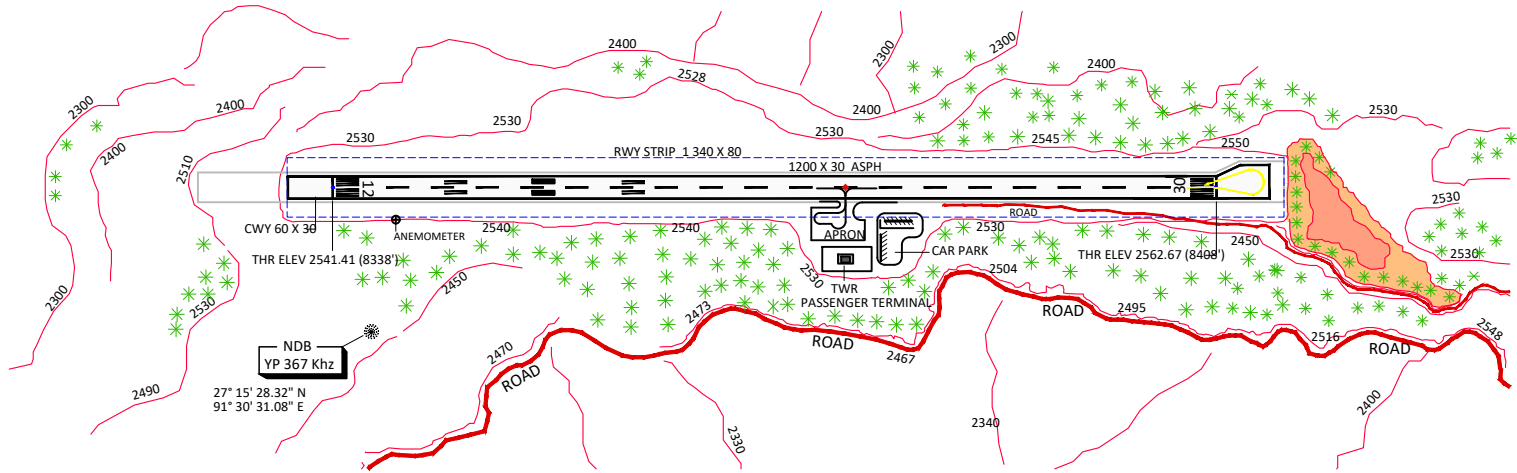 2400
2300
2300
2400
2528
2400
2300
2400
2400
2530
2530
2530
2530
2545
2550
2510
RWY STRIP 1 340 X 80
1200 X 30 ASPH
12
30
CWY 60 X 30
ANEMOMETER
2540
2540
APRON
ROAD
2530
2450
2530
THR ELEV 2541.41 (8338')
CAR PARK
THR ELEV 2562.67 (8408')
2530
2300
2530
2450
2530
2504
TWR
PASSENGER TERMINAL
2473
ROAD
2495
NDB
YP 367 Khz
2470
ROAD
2467
2516
ROAD
2548
27° 15' 28.32" N
91° 30' 31.08" E
2490
ROAD
2330
2340
2400